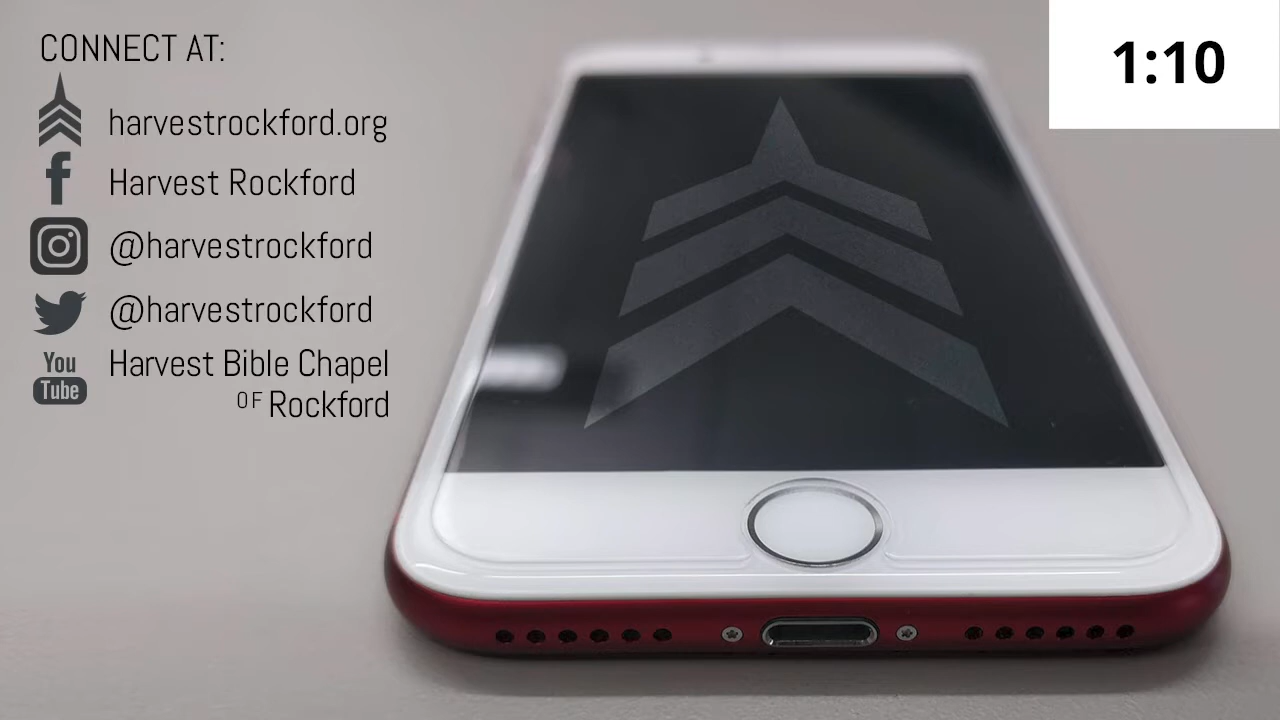 CONNECT AT:
harvestrockford.org
Harvest Rockford
@harvestrockford
@harvestrockford
You
Tube
Harvest Bible Chapel
OF Rockford
1:10